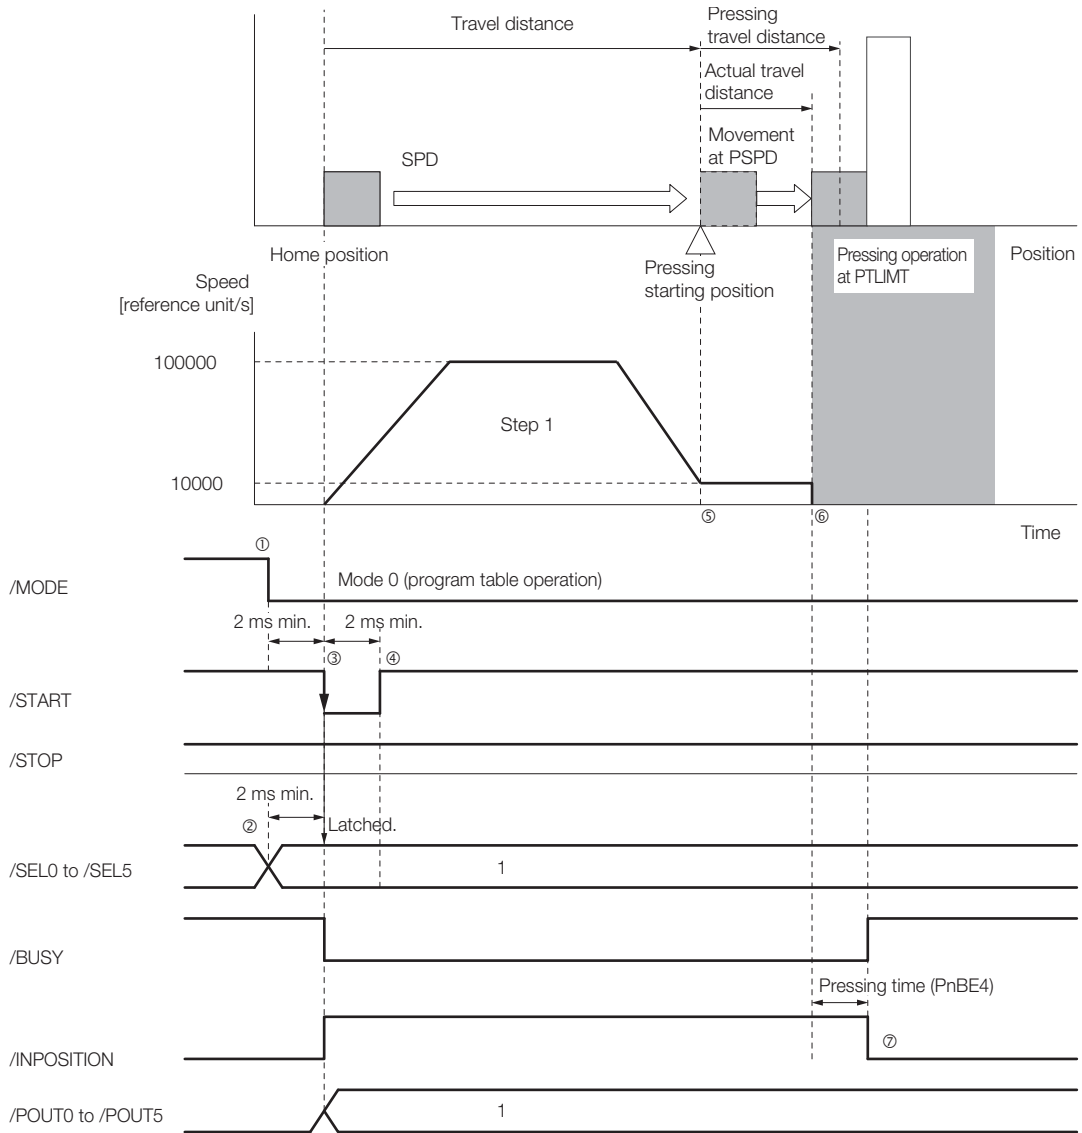 Travel distance
Pressing
travel distance
Actual travel
distance
Movement
at PSPD
SPD
Home position
Pressing
starting position
Pressing operation
at PTLIMT
Position
Speed
[reference unit/s]
100000
Step 1
10000
⑤
⑥
Time
①
/MODE
Mode 0 (program table operation)
2 ms min.
2 ms min.
③
④
/START
/STOP
2 ms min.
②
Latched.
/SEL0 to /SEL5
1
/BUSY
Pressing time (PnBE4)
/INPOSITION
⑦
/POUT0 to /POUT5
1